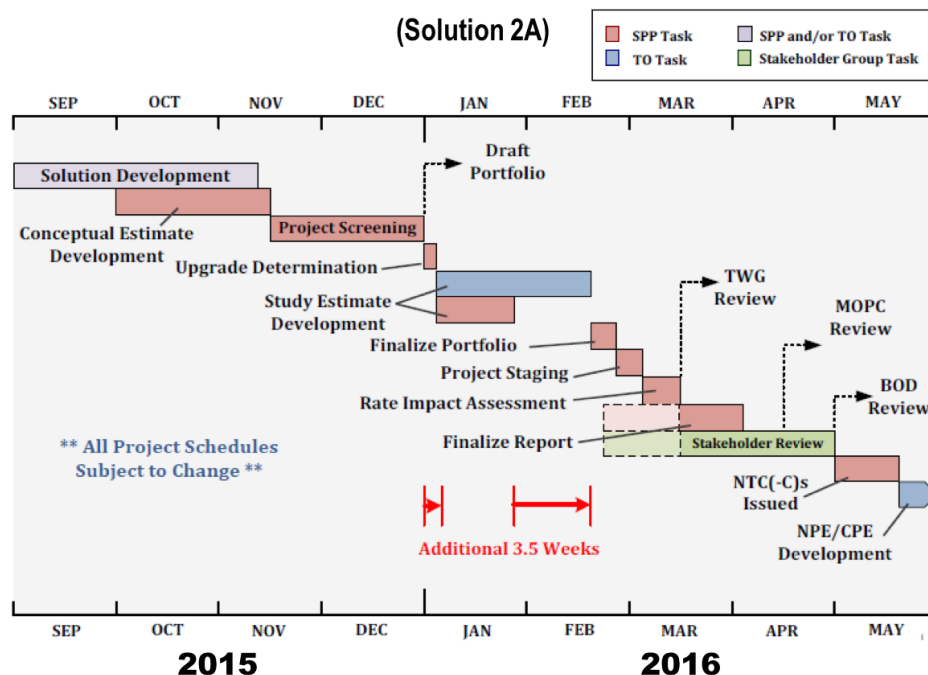 (Solution 2A)
SPP Task
SPP and/or TO Task
TO Task
Stakeholder Group Task
SEP OCT NOV DEC JAN FEB MAR APR MAY
Draft
Portfolio
Solution Development
Conceptual Estimate
Development
Project Screening
Upgrade Determination
Study Estimate
Development
TWG
Review
MOPC
Review
Finalize Portfolio
Project Staging
Rate Impact Assessment
BOD
Review
Finalize Report
Stakeholder Review
** All Project Schedules
Subject to Change **
NTC(-C)s
Issued
NPE/CPE
Development
Additional 3.5 Weeks
SEP OCT NOV DEC JAN FEB MAR APR MAY
2015 2016